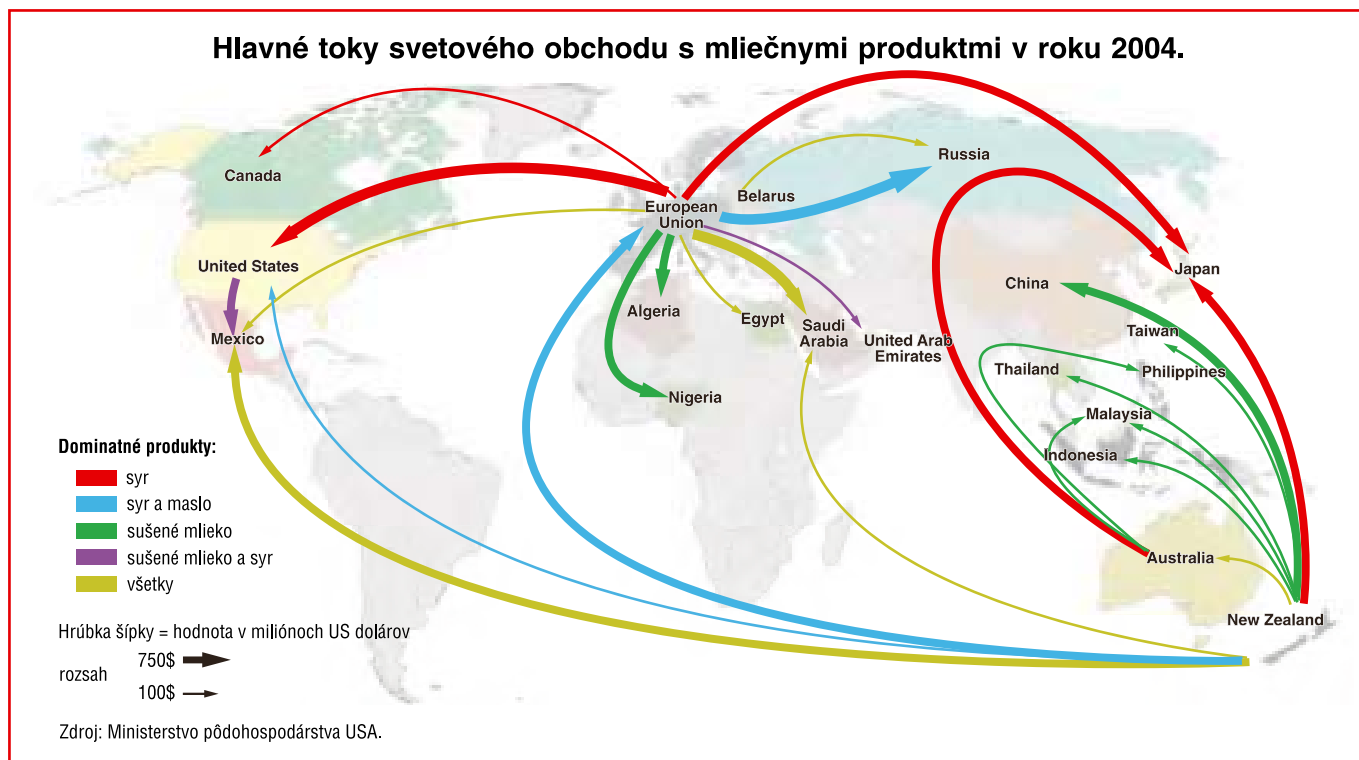 Hlavné toky svetového obchodu s mliečnymi produktmi v roku 2004.
Canada
Russia
Belarus
European
Union
United States
Japan
China
Mexico
Algeria
Egypt
Saudi
Arabia
United Arab
Emirates
Taiwan
Thailand
Philippines
Nigeria
Malaysia
Indonesia
Australia
New Zealand
Dominatné produkty:
syr
syr a maslo
sušené mlieko
sušené mlieko a syr
všetky
Hrúbka šípky = hodnota v miliónoch US dolárov
rozsah
750$
100$
Zdroj: Ministerstvo pôdohospodárstva USA.